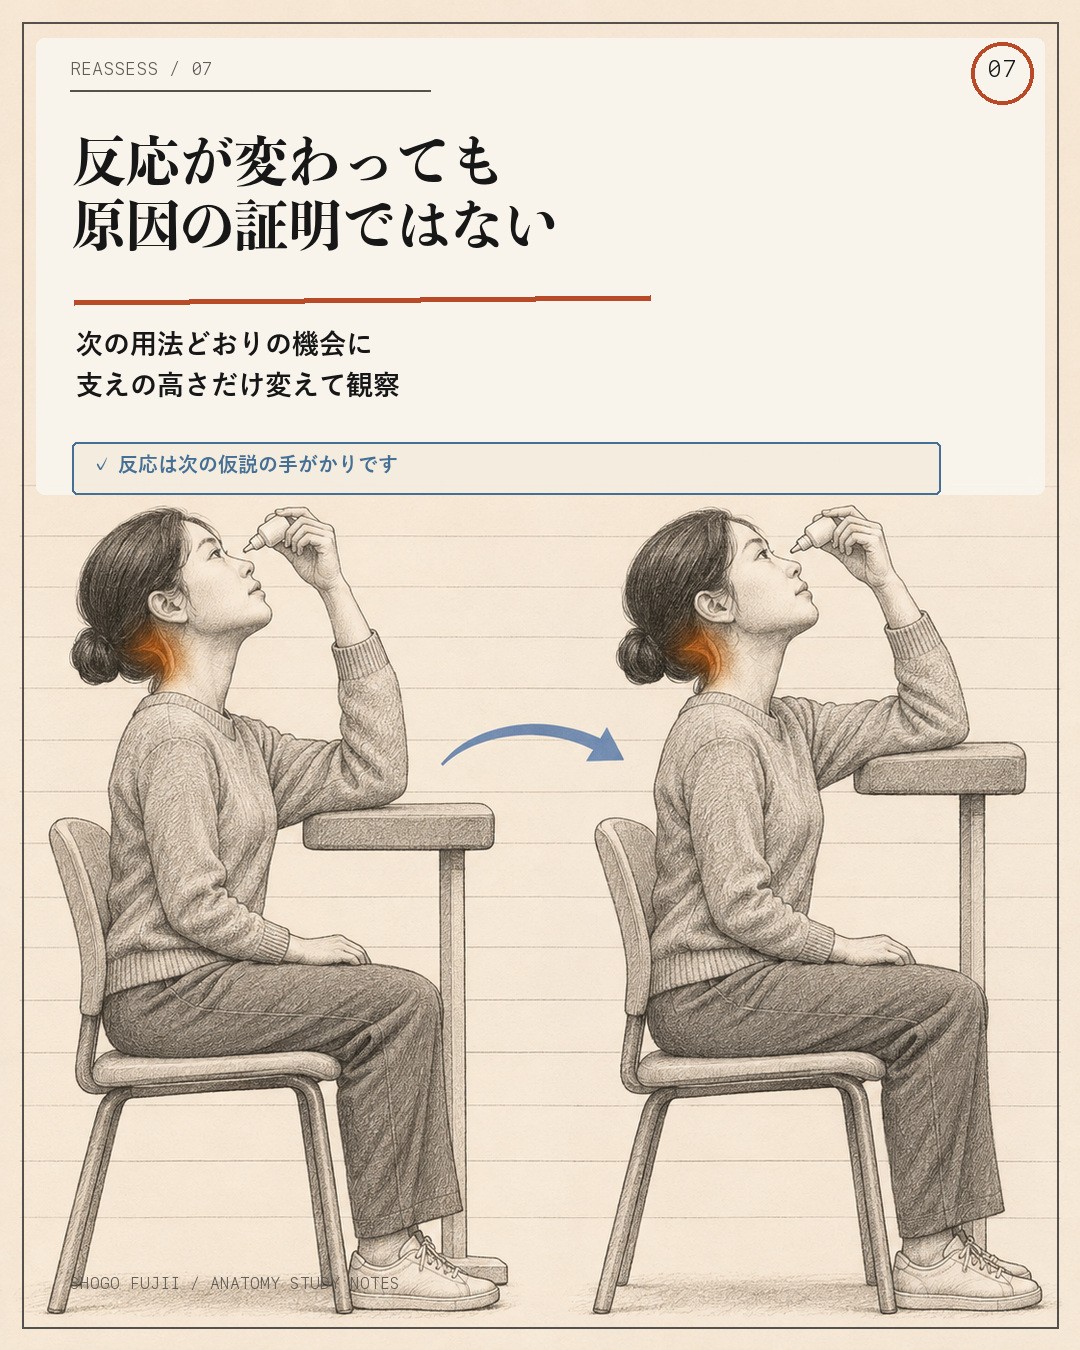 REASSESS / 07
07
反応が変わっても
原因の証明ではない
次の用法どおりの機会に
支えの高さだけ変えて観察
✓ 反応は次の仮説の手がかりです
SHOGO FUJII / ANATOMY STUDY NOTES